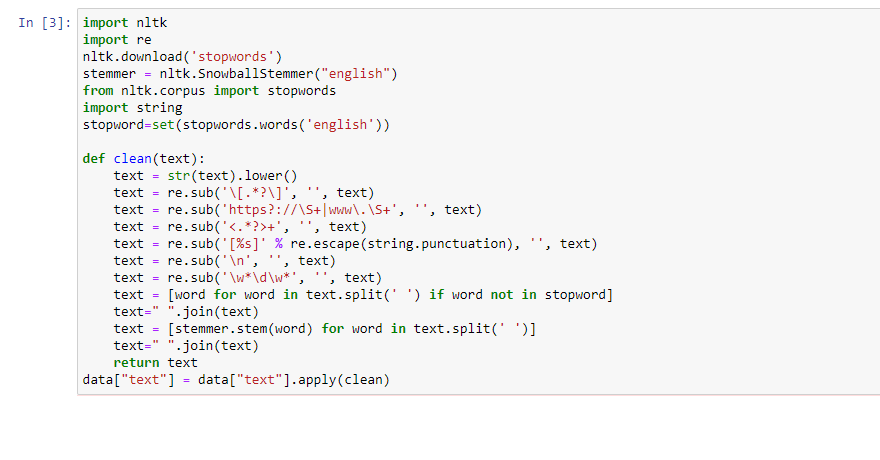 In [3]: import nltk
import re
nltk.download('stopwords')
stemmer = nltk.SnowballStemmer("english")
from nltk.corpus import stopwords
import string
stopword=set(stopwords.words('english'))

def clean(text):
    text = str(text).lower()
    text = re.sub('\[.*?\]', '', text)
    text = re.sub('https?://\S+|www\.\S+', '', text)
    text = re.sub('<.*?>+', '', text)
    text = re.sub('[%s]' % re.escape(string.punctuation), '', text)
    text = re.sub('\n', '', text)
    text = re.sub('\w*\d\w*', '', text)
    text = [word for word in text.split(' ') if word not in stopword]
    text=" ".join(text)
    text = [stemmer.stem(word) for word in text.split(' ')]
    text=" ".join(text)
    return text
data["text"] = data["text"].apply(clean)